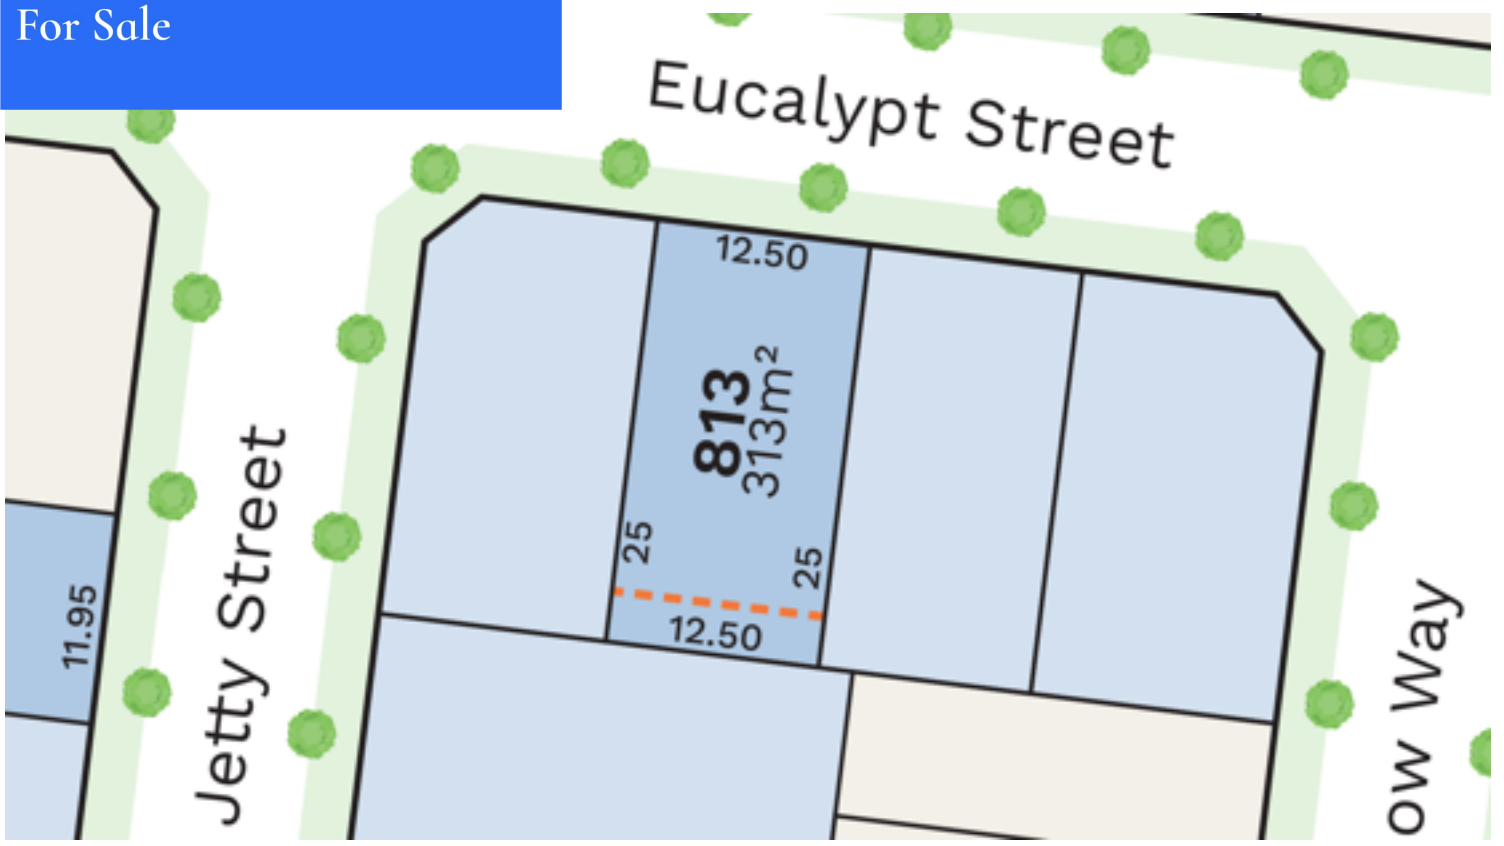 For Sale
Eucalypt Street
12.50
813
313m²
25
25
12.50
11.95
Jetty Street
ow Way